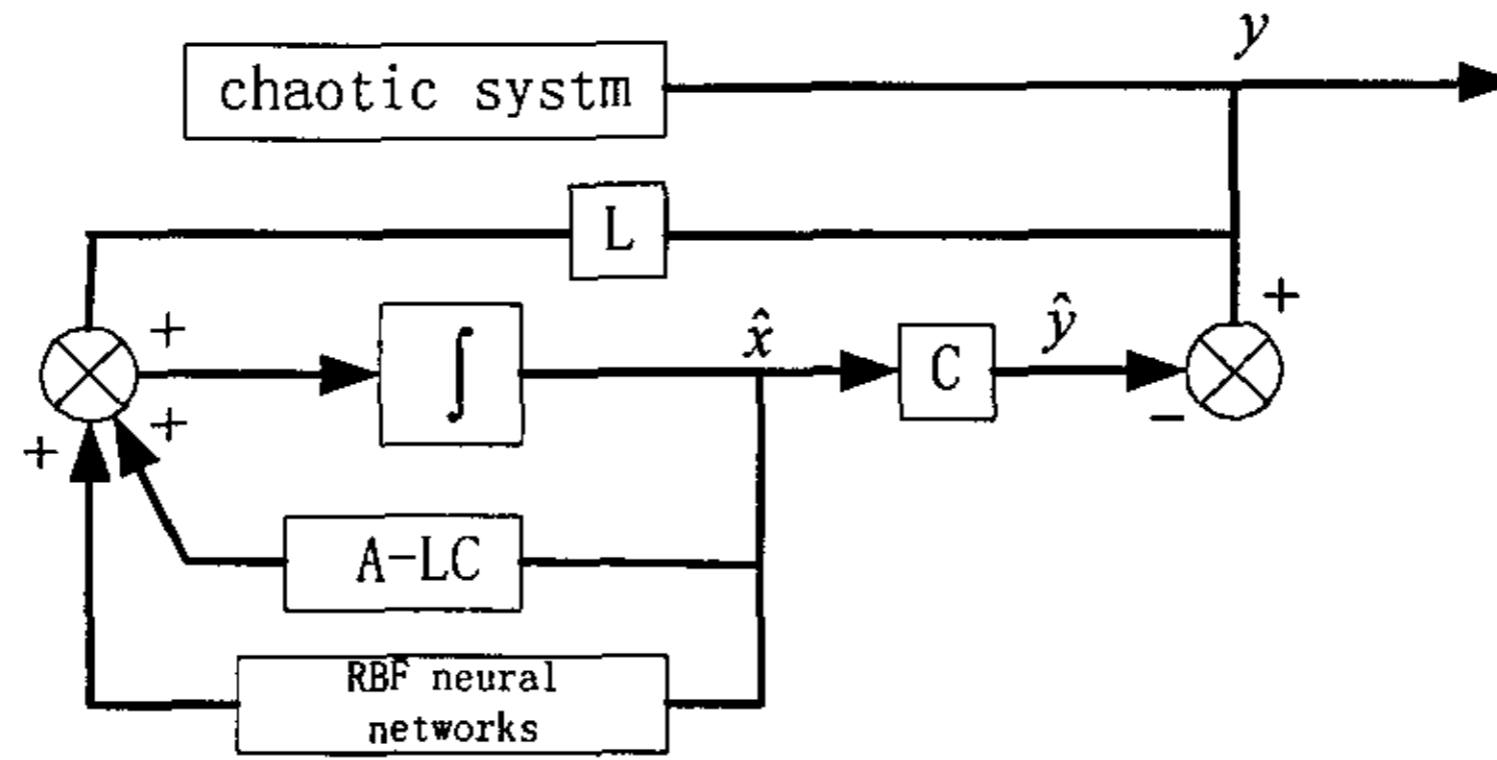 y
chaotic systm
L
+
+
∫
x̂
C
ŷ
−
+
+
A-LC
RBF neural
networks